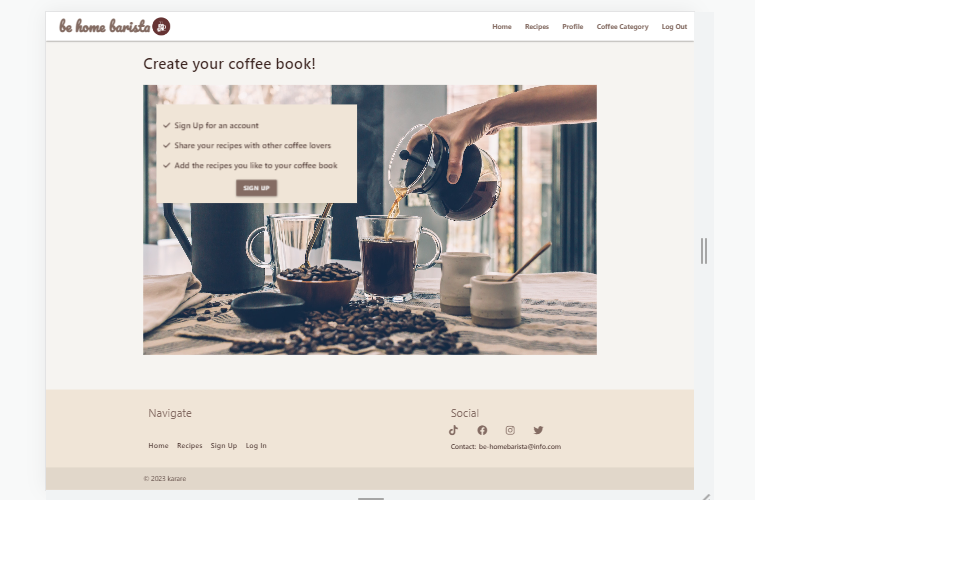 be home barista
Home Recipes Profile Coffee Category Log Out
Create your coffee book!
Sign Up for an account
Share your recipes with other coffee lovers
Add the recipes you like to your coffee book
SIGN UP
Navigate
Home Recipes Sign Up Log In
Social
Contact: be-homebarista@info.com
© 2023 karare